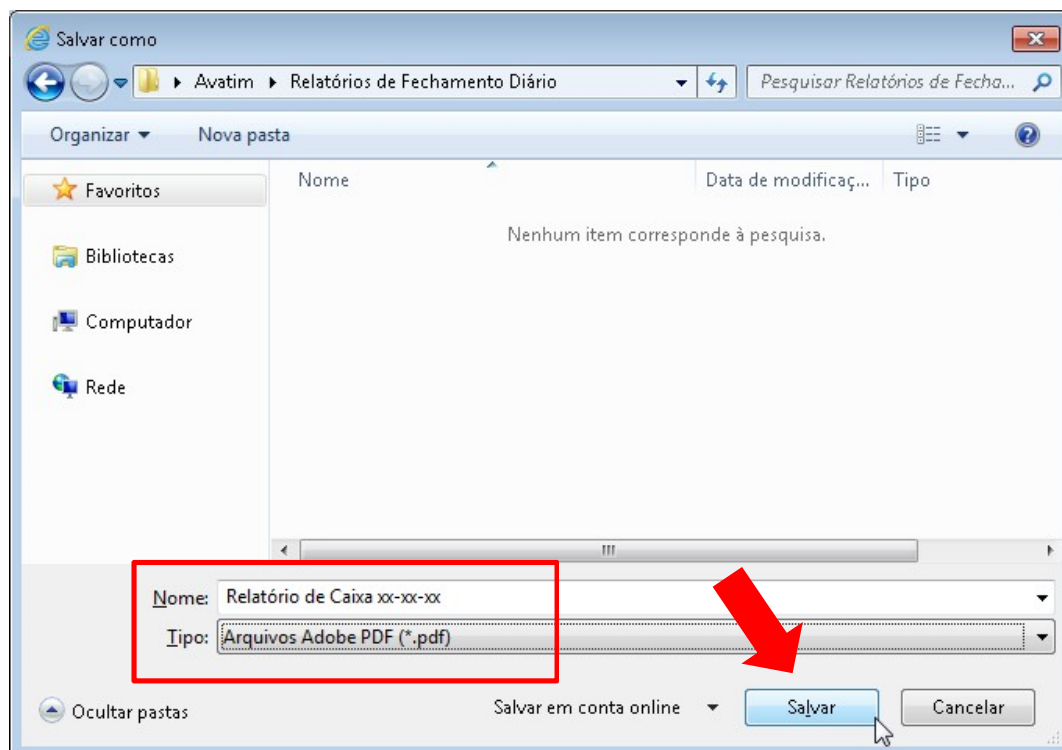 Salvar como
Avatim Relatórios de Fechamento Diário Pesquisar Relatórios de Fecha...
Organizar Nova pasta
Favoritos
Bibliotecas
Computador
Rede
Nome Data de modificaç... Tipo
Nenhum item corresponde à pesquisa.
Nome: Relatório de Caixa xx-xx-xx
Tipo: Arquivos Adobe PDF (*.pdf)
Ocultar pastas Salvar em conta online Salvar Cancelar